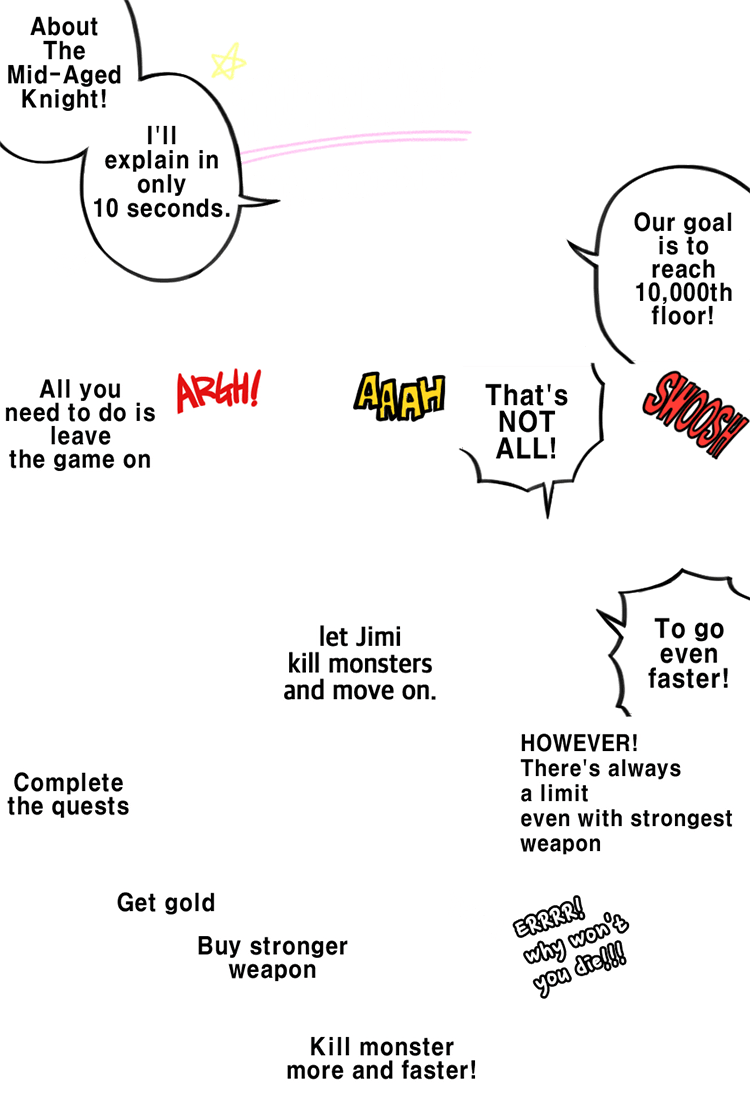 About
The
Mid-Aged
Knight!
I'll
explain in
only
10 seconds.
Our goal
is to
reach
10,000th
floor!
All you
need to do is
leave
the game on
ARGH!
AAAH
That's
NOT
ALL!
SWOOSH
let Jimi
kill monsters
and move on.
To go
even
faster!
HOWEVER!
There's always
a limit
even with strongest
weapon
Complete
the quests
Get gold
Buy stronger
weapon
ERRRR!
why won't
you die!!!
Kill monster
more and faster!